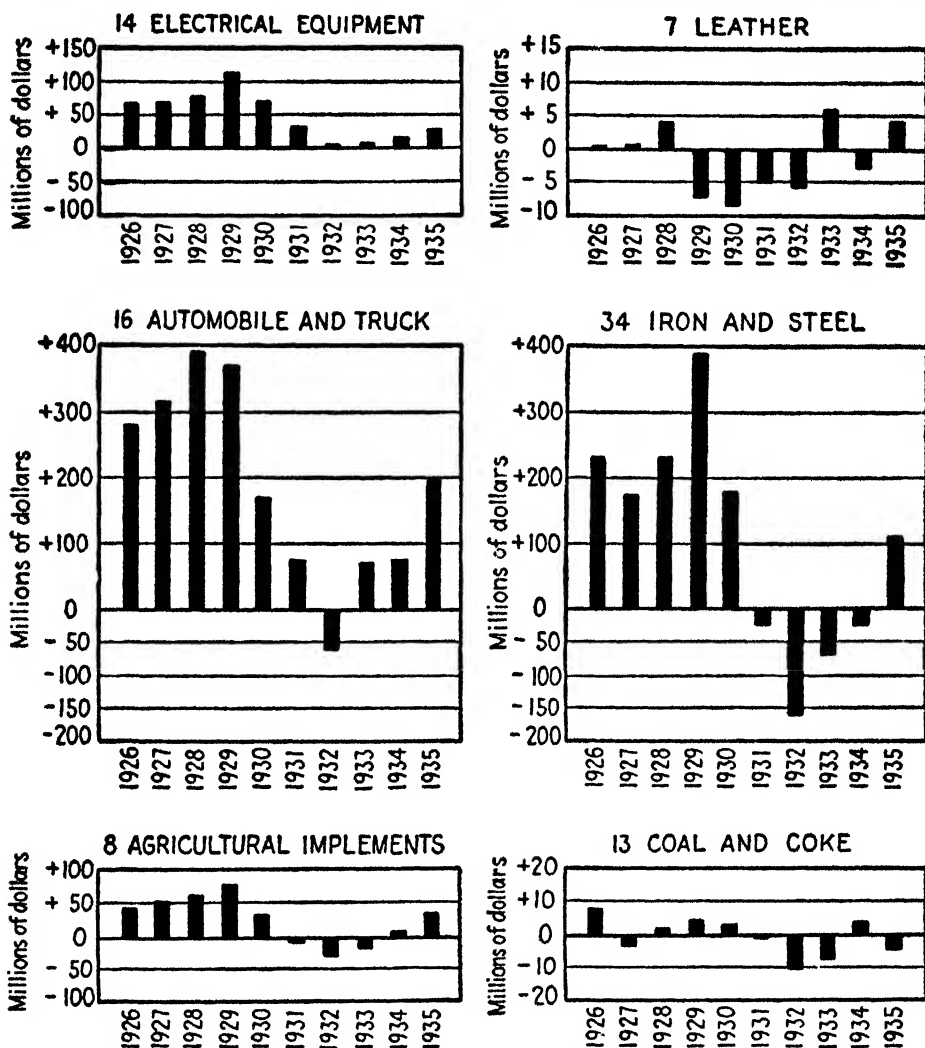 14 ELECTRICAL EQUIPMENT
Millions of dollars
+150
+100
+ 50
0
- 50
-100
1926 1927 1928 1929 1930 1931 1932 1933 1934 1935
7 LEATHER
Millions of dollars
+15
+10
+ 5
0
- 5
-10
1926 1927 1928 1929 1930 1931 1932 1933 1934 1935
16 AUTOMOBILE AND TRUCK
Millions of dollars
+400
+300
+200
+100
0
- 50
-100
-150
-200
1926 1927 1928 1929 1930 1931 1932 1933 1934 1935
34 IRON AND STEEL
Millions of dollars
+400
+300
+200
+100
0
- 50
-100
-150
-200
1926 1927 1928 1929 1930 1931 1932 1933 1934 1935
8 AGRICULTURAL IMPLEMENTS
Millions of dollars
+100
+ 50
0
- 50
-100
1926 1927 1928 1929 1930 1931 1932 1933 1934 1935
13 COAL AND COKE
Millions of dollars
+20
+10
0
-10
-20
1926 1927 1928 1929 1930 1931 1932 1933 1934 1935